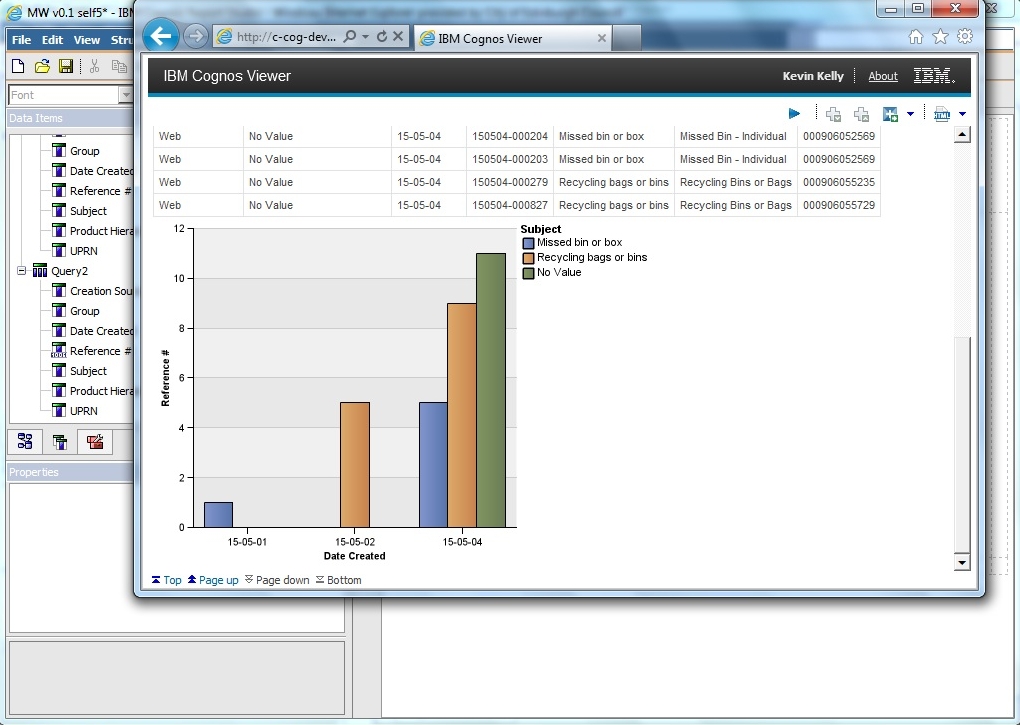 MW v0.1 self5* - IB
File Edit View Stru
Font
Data Items
Group
Date Created
Reference #
Subject
Product Hiera
UPRN
Query2
Creation Sou
Group
Date Created
Reference #
Subject
Product Hiera
UPRN
Properties
http://c-cog-dev...
IBM Cognos Viewer
IBM Cognos Viewer
Kevin Kelly About IBM.
HTML
Web No Value 15-05-04 150504-000204 Missed bin or box Missed Bin - Individual 000906052569
Web No Value 15-05-04 150504-000203 Missed bin or box Missed Bin - Individual 000906052569
Web No Value 15-05-04 150504-000279 Recycling bags or bins Recycling Bins or Bags 000906055235
Web No Value 15-05-04 150504-000827 Recycling bags or bins Recycling Bins or Bags 000906055729
Subject
Missed bin or box
Recycling bags or bins
No Value
12
10
8
6
4
2
0
Reference #
15-05-01 15-05-02 15-05-04
Date Created
Top Page up Page down Bottom